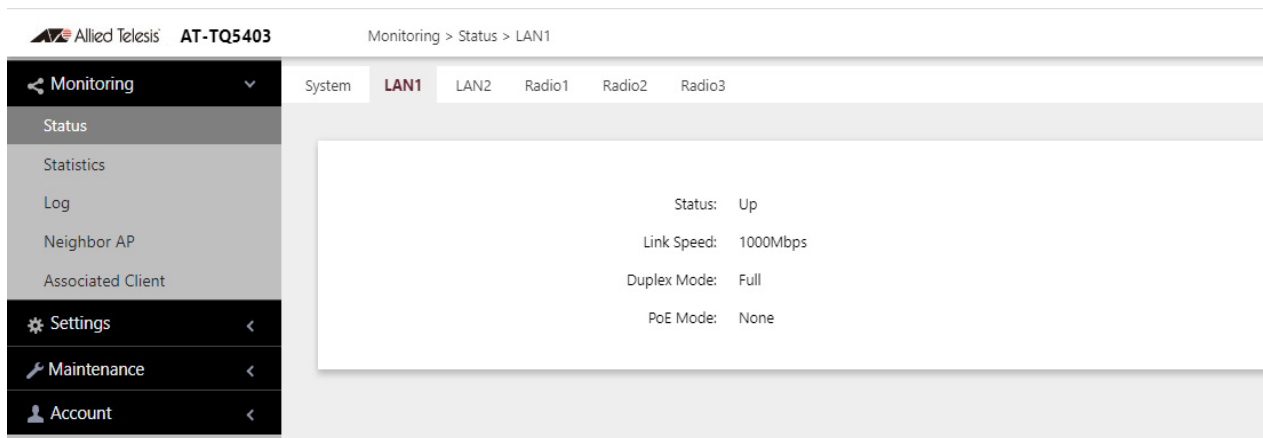 Allied Telesis AT-TQ5403
Monitoring > Status > LAN1
Monitoring
System LAN1 LAN2 Radio1 Radio2 Radio3
Status
Statistics
Log
Neighbor AP
Associated Client
Settings
Maintenance
Account
Status: Up
Link Speed: 1000Mbps
Duplex Mode: Full
PoE Mode: None